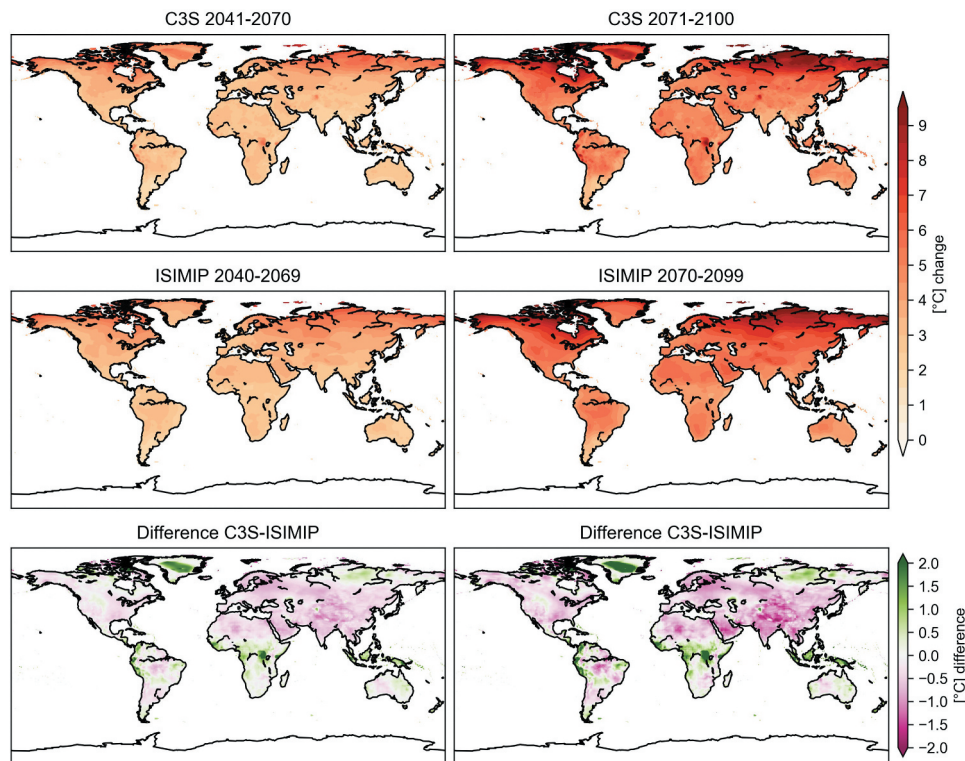 C3S 2041-2070
C3S 2071-2100
ISIMIP 2040-2069
ISIMIP 2070-2099
9
8
7
6
5
4
3
2
1
0
[°C] change
Difference C3S-ISIMIP
Difference C3S-ISIMIP
2.0
1.5
1.0
0.5
0.0
−0.5
−1.0
−1.5
−2.0
[°C] difference